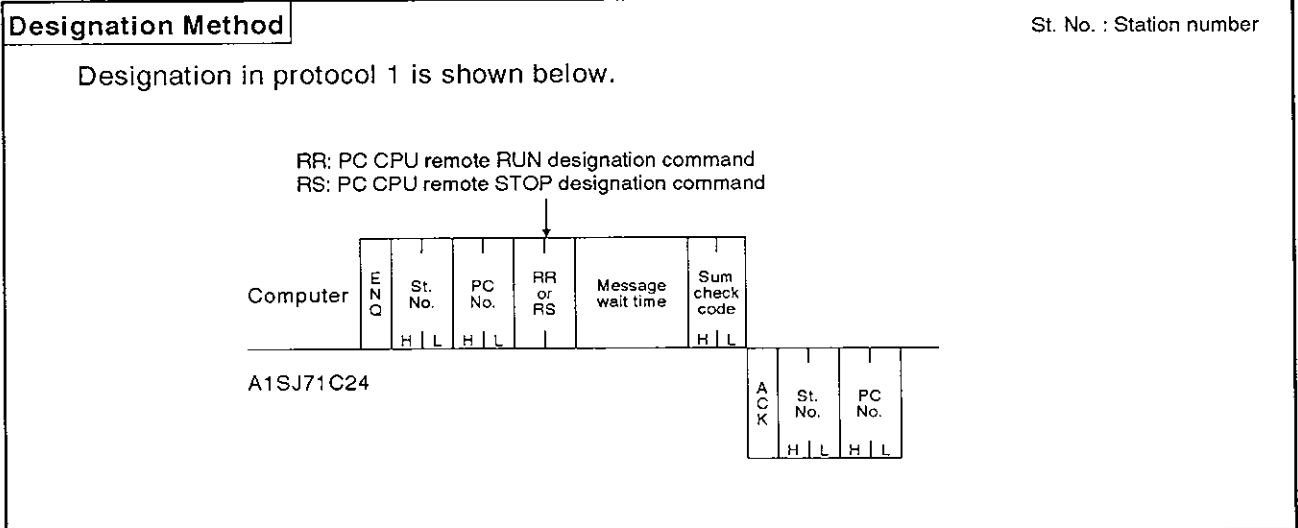 Designation Method
St. No. : Station number
Designation in protocol 1 is shown below.
RR: PC CPU remote RUN designation command
RS: PC CPU remote STOP designation command
Computer
ENQ
St. No.
H L
PC No.
H L
RR or RS
Message wait time
Sum check code
H L
A1SJ71C24
ACK
St. No.
H L
PC No.
H L